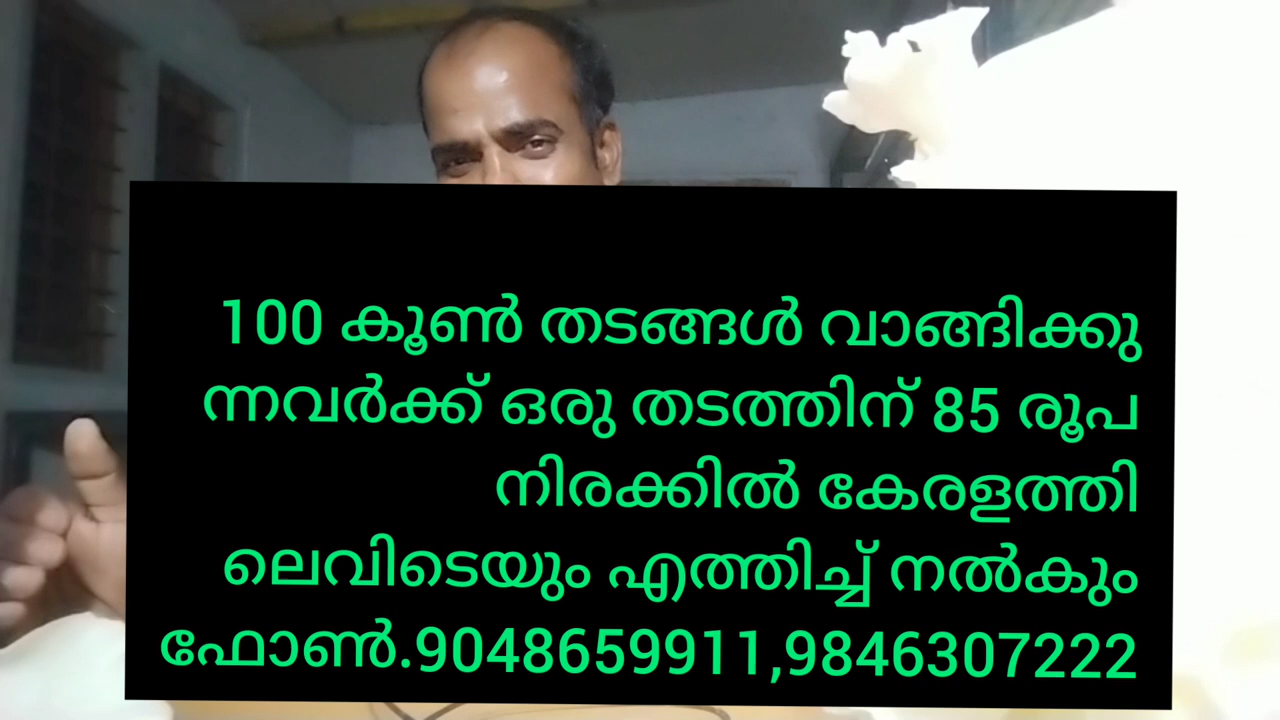 100 കൂൺ തടങ്ങൾ വാങ്ങിക്കു
ന്നവർക്ക് ഒരു തടത്തിന് 85 രൂപ
നിരക്കിൽ കേരളത്തി
ലെവിടെയും എത്തിച്ച് നൽകും
ഫോൺ.9048659911,9846307222